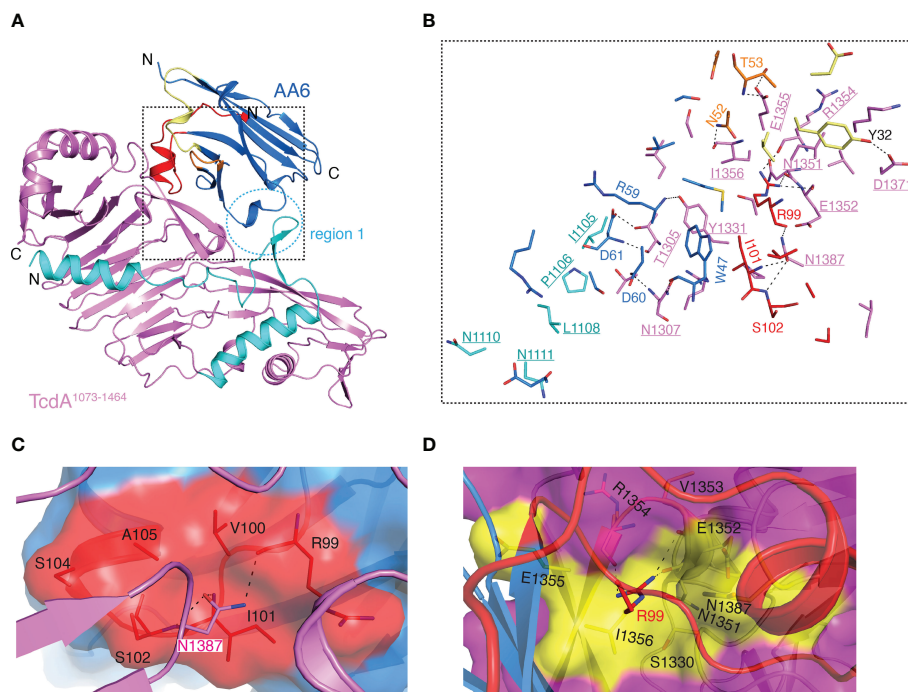 A
N
AA6
N
C
region 1
C
N
TcdA1073-1464
B
T53
E1355
R1354
N52
Y32
I1356
N1351
D1371
R59
R99
E1352
I1105
Y1331
T1305
D61
I101
N1387
P1106
W47
D60
S102
L1108
N1307
N1110
N1111
C
V100
R99
A105
S104
I101
S102
N1387
D
V1353
R1354
E1352
E1355
N1387
R99
N1351
I1356
S1330